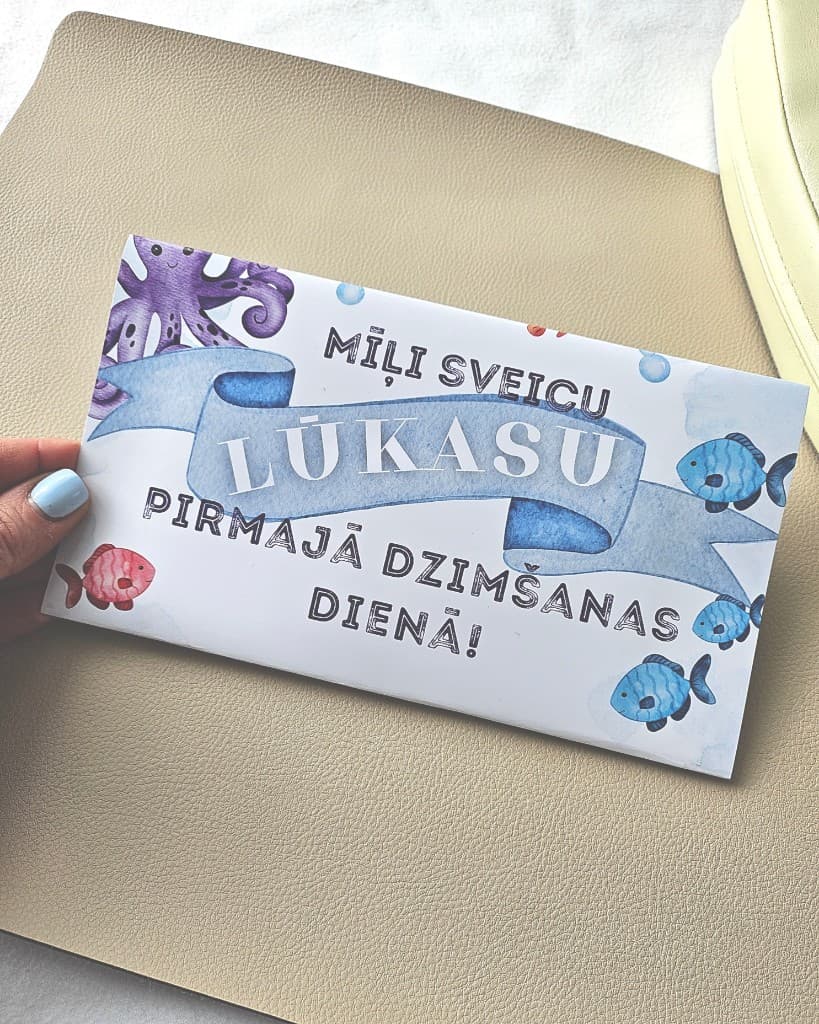 MĪĻI SVEICU
LŪKASU
PIRMAJĀ DZIMŠANAS
DIENĀ!